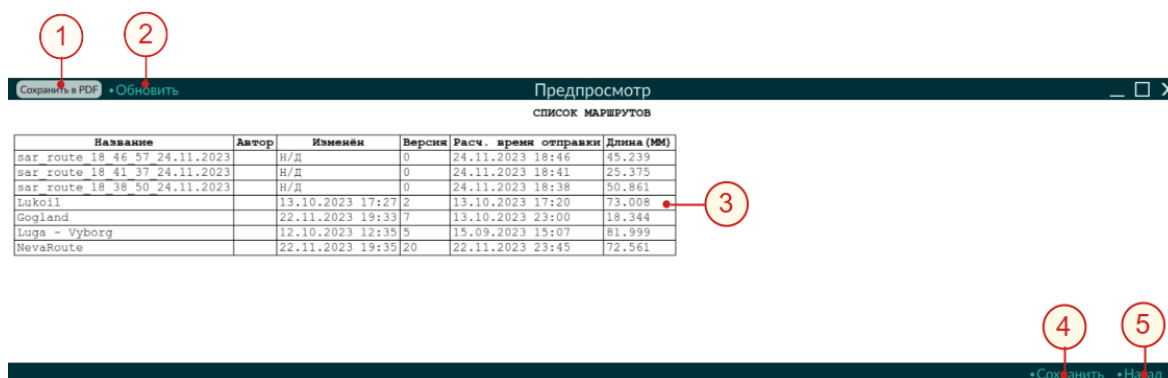 1 2
Сохранить в PDF •Обновить Предпросмотр
СПИСОК МАРШРУТОВ
Название Автор Изменён Версия Расч. время отправки Длина(ММ)
sar_route_18_46_57_24.11.2023 Н/Д 0 24.11.2023 18:46 45.239
sar_route_18_41_37_24.11.2023 Н/Д 0 24.11.2023 18:41 25.375
sar_route_18_38_50_24.11.2023 Н/Д 0 24.11.2023 18:38 50.861
Lukoil 13.10.2023 17:27 2 13.10.2023 17:20 73.008
3
Gogland 22.11.2023 19:33 7 13.10.2023 23:00 18.344
Luga - Vyborg 12.10.2023 12:35 5 15.09.2023 15:07 81.999
NevaRoute 22.11.2023 19:35 20 22.11.2023 23:45 72.561
4 5
•Сохранить •Назад